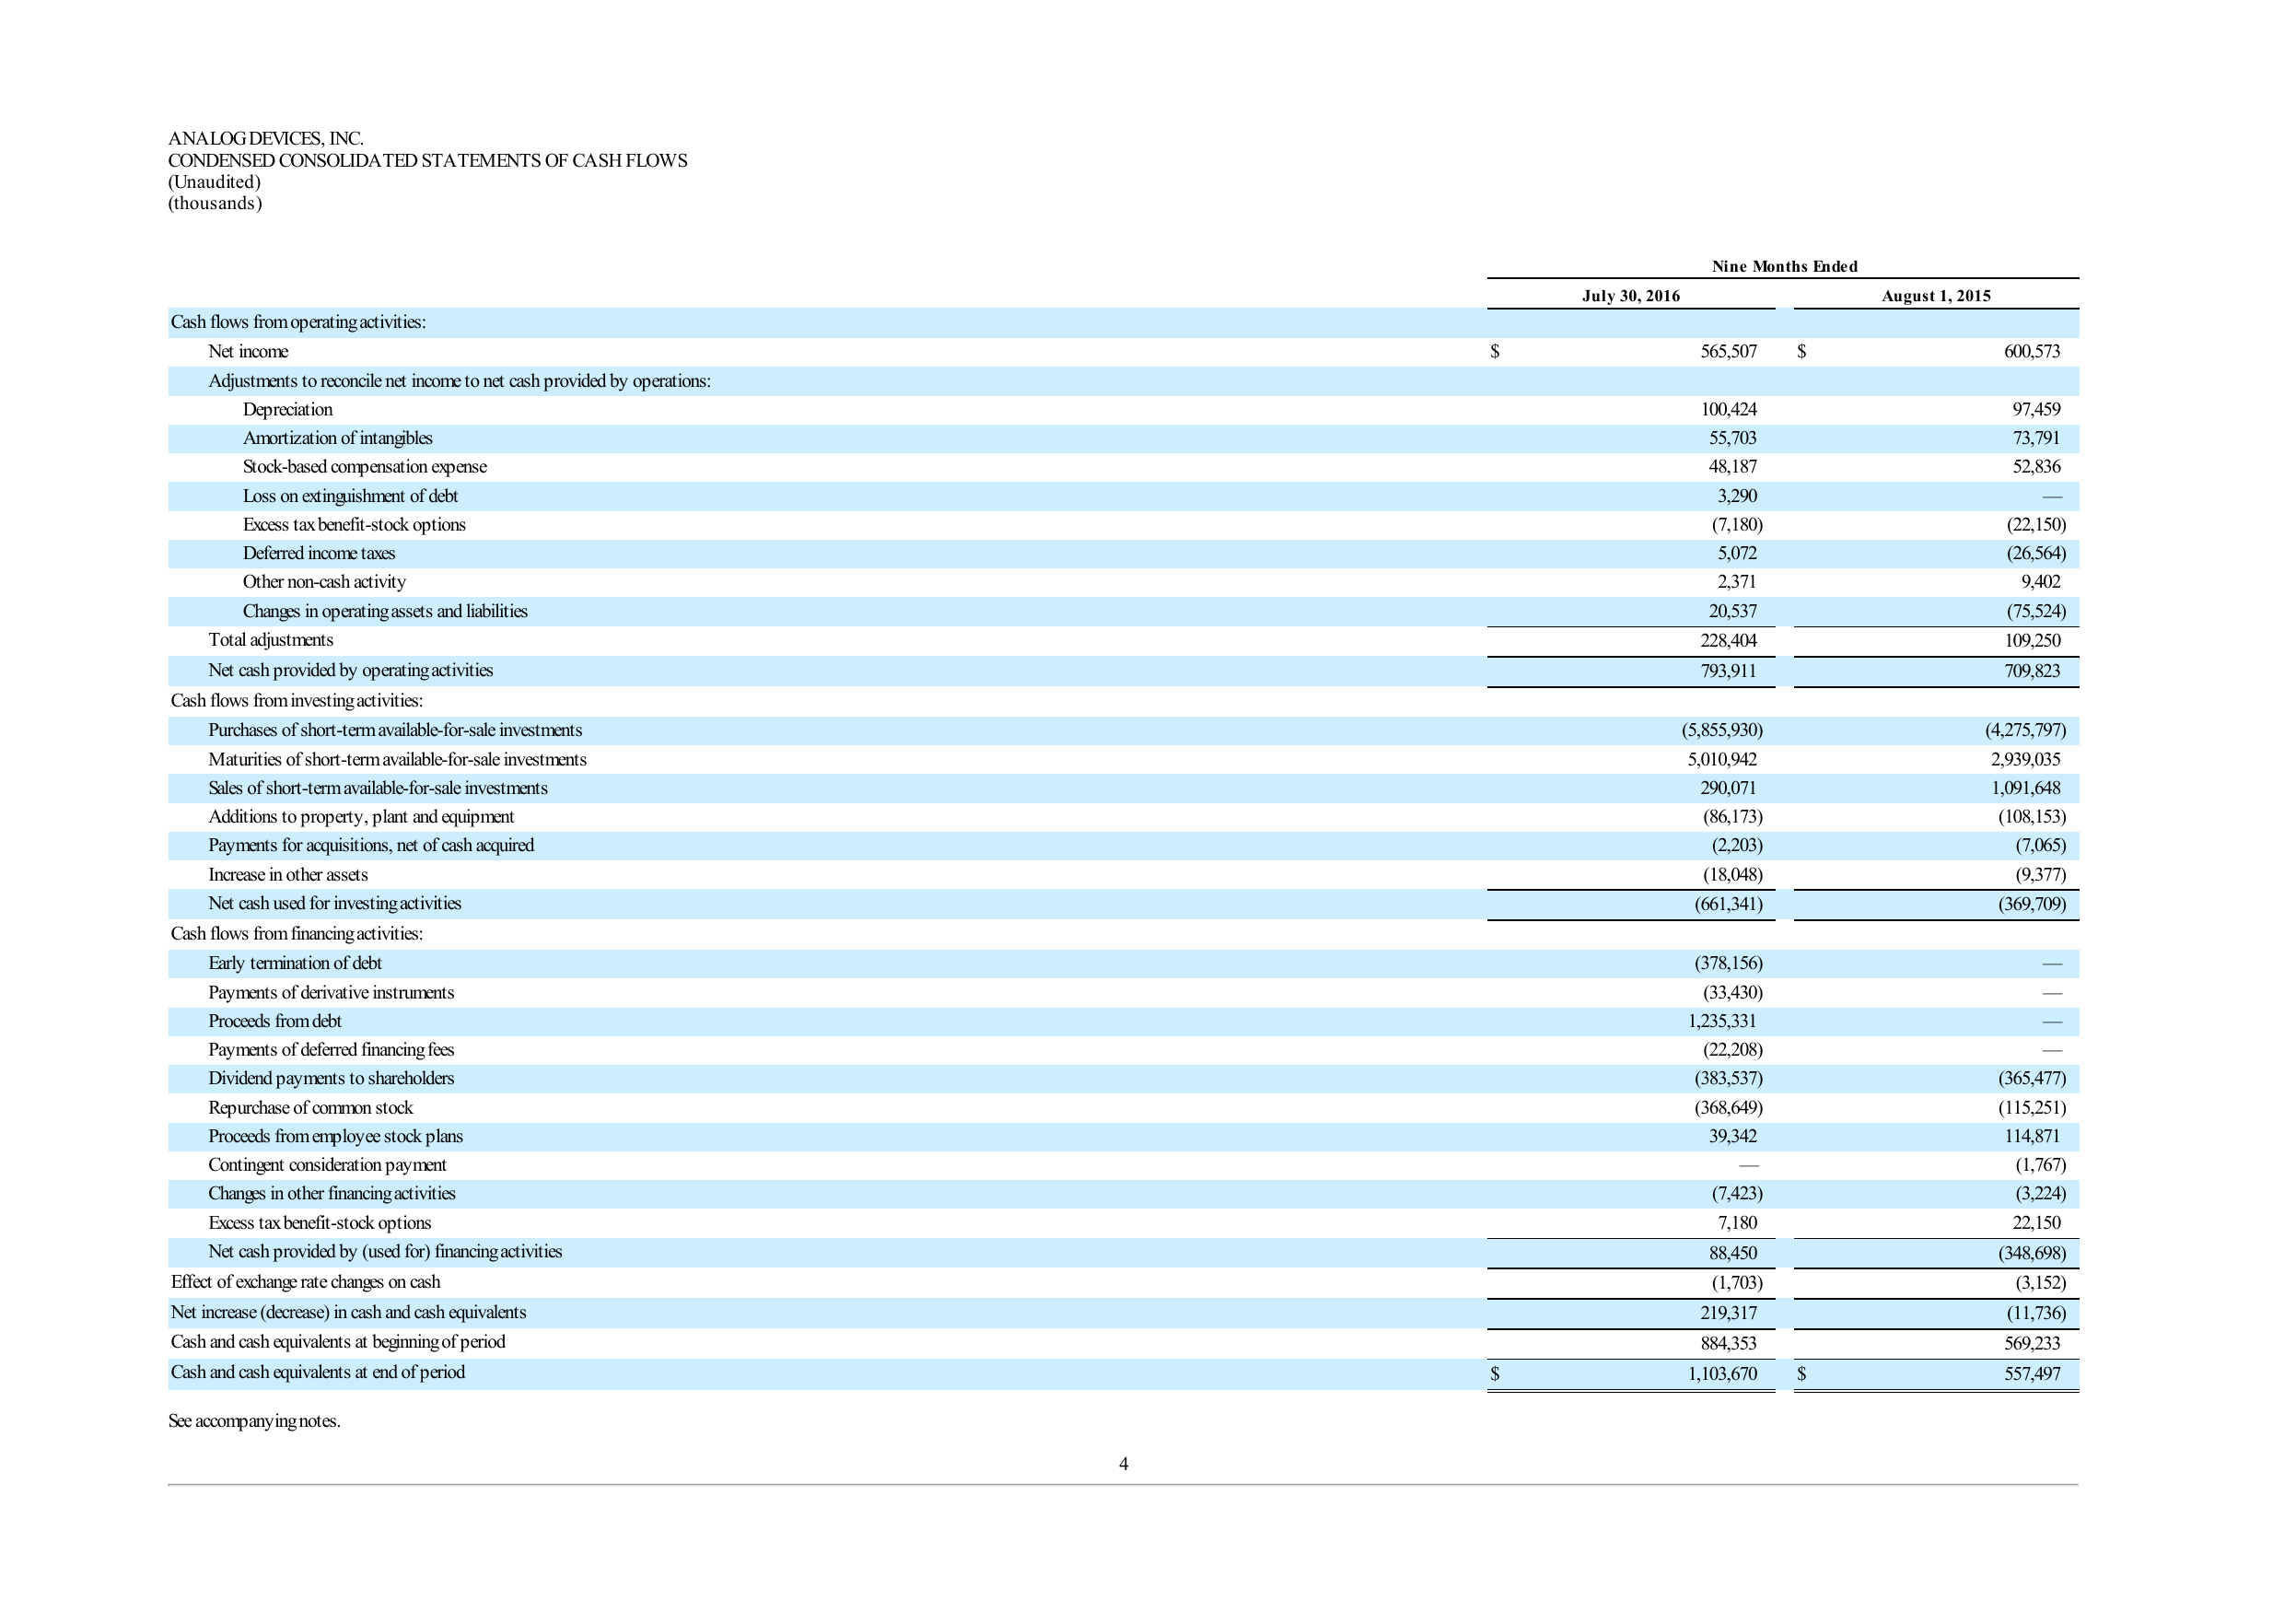 ANALOG DEVICES, INC.
CONDENSED CONSOLIDATED STATEMENTS OF CASH FLOWS
(Unaudited)
(thousands)
Nine Months Ended
July 30, 2016 August 1, 2015
Cash flows from operating activities:
Net income $ 565,507 $ 600,573
Adjustments to reconcile net income to net cash provided by operations:
Depreciation 100,424 97,459
Amortization of intangibles 55,703 73,791
Stock-based compensation expense 48,187 52,836
Loss on extinguishment of debt 3,290 —
Excess tax benefit-stock options (7,180) (22,150)
Deferred income taxes 5,072 (26,564)
Other non-cash activity 2,371 9,402
Changes in operating assets and liabilities 20,537 (75,524)
Total adjustments 228,404 109,250
Net cash provided by operating activities 793,911 709,823
Cash flows from investing activities:
Purchases of short-term available-for-sale investments (5,855,930) (4,275,797)
Maturities of short-term available-for-sale investments 5,010,942 2,939,035
Sales of short-term available-for-sale investments 290,071 1,091,648
Additions to property, plant and equipment (86,173) (108,153)
Payments for acquisitions, net of cash acquired (2,203) (7,065)
Increase in other assets (18,048) (9,377)
Net cash used for investing activities (661,341) (369,709)
Cash flows from financing activities:
Early termination of debt (378,156) —
Payments of derivative instruments (33,430) —
Proceeds from debt 1,235,331 —
Payments of deferred financing fees (22,208) —
Dividend payments to shareholders (383,537) (365,477)
Repurchase of common stock (368,649) (115,251)
Proceeds from employee stock plans 39,342 114,871
Contingent consideration payment — (1,767)
Changes in other financing activities (7,423) (3,224)
Excess tax benefit-stock options 7,180 22,150
Net cash provided by (used for) financing activities 88,450 (348,698)
Effect of exchange rate changes on cash (1,703) (3,152)
Net increase (decrease) in cash and cash equivalents 219,317 (11,736)
Cash and cash equivalents at beginning of period 884,353 569,233
Cash and cash equivalents at end of period $ 1,103,670 $ 557,497
See accompanying notes.
4